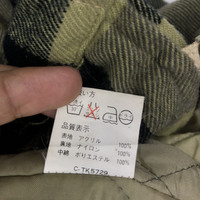 い方
品質表示
表地 アクリル 100%
裏地 ナイロン 100%
中綿 ポリエステル 100%
C-TK5729